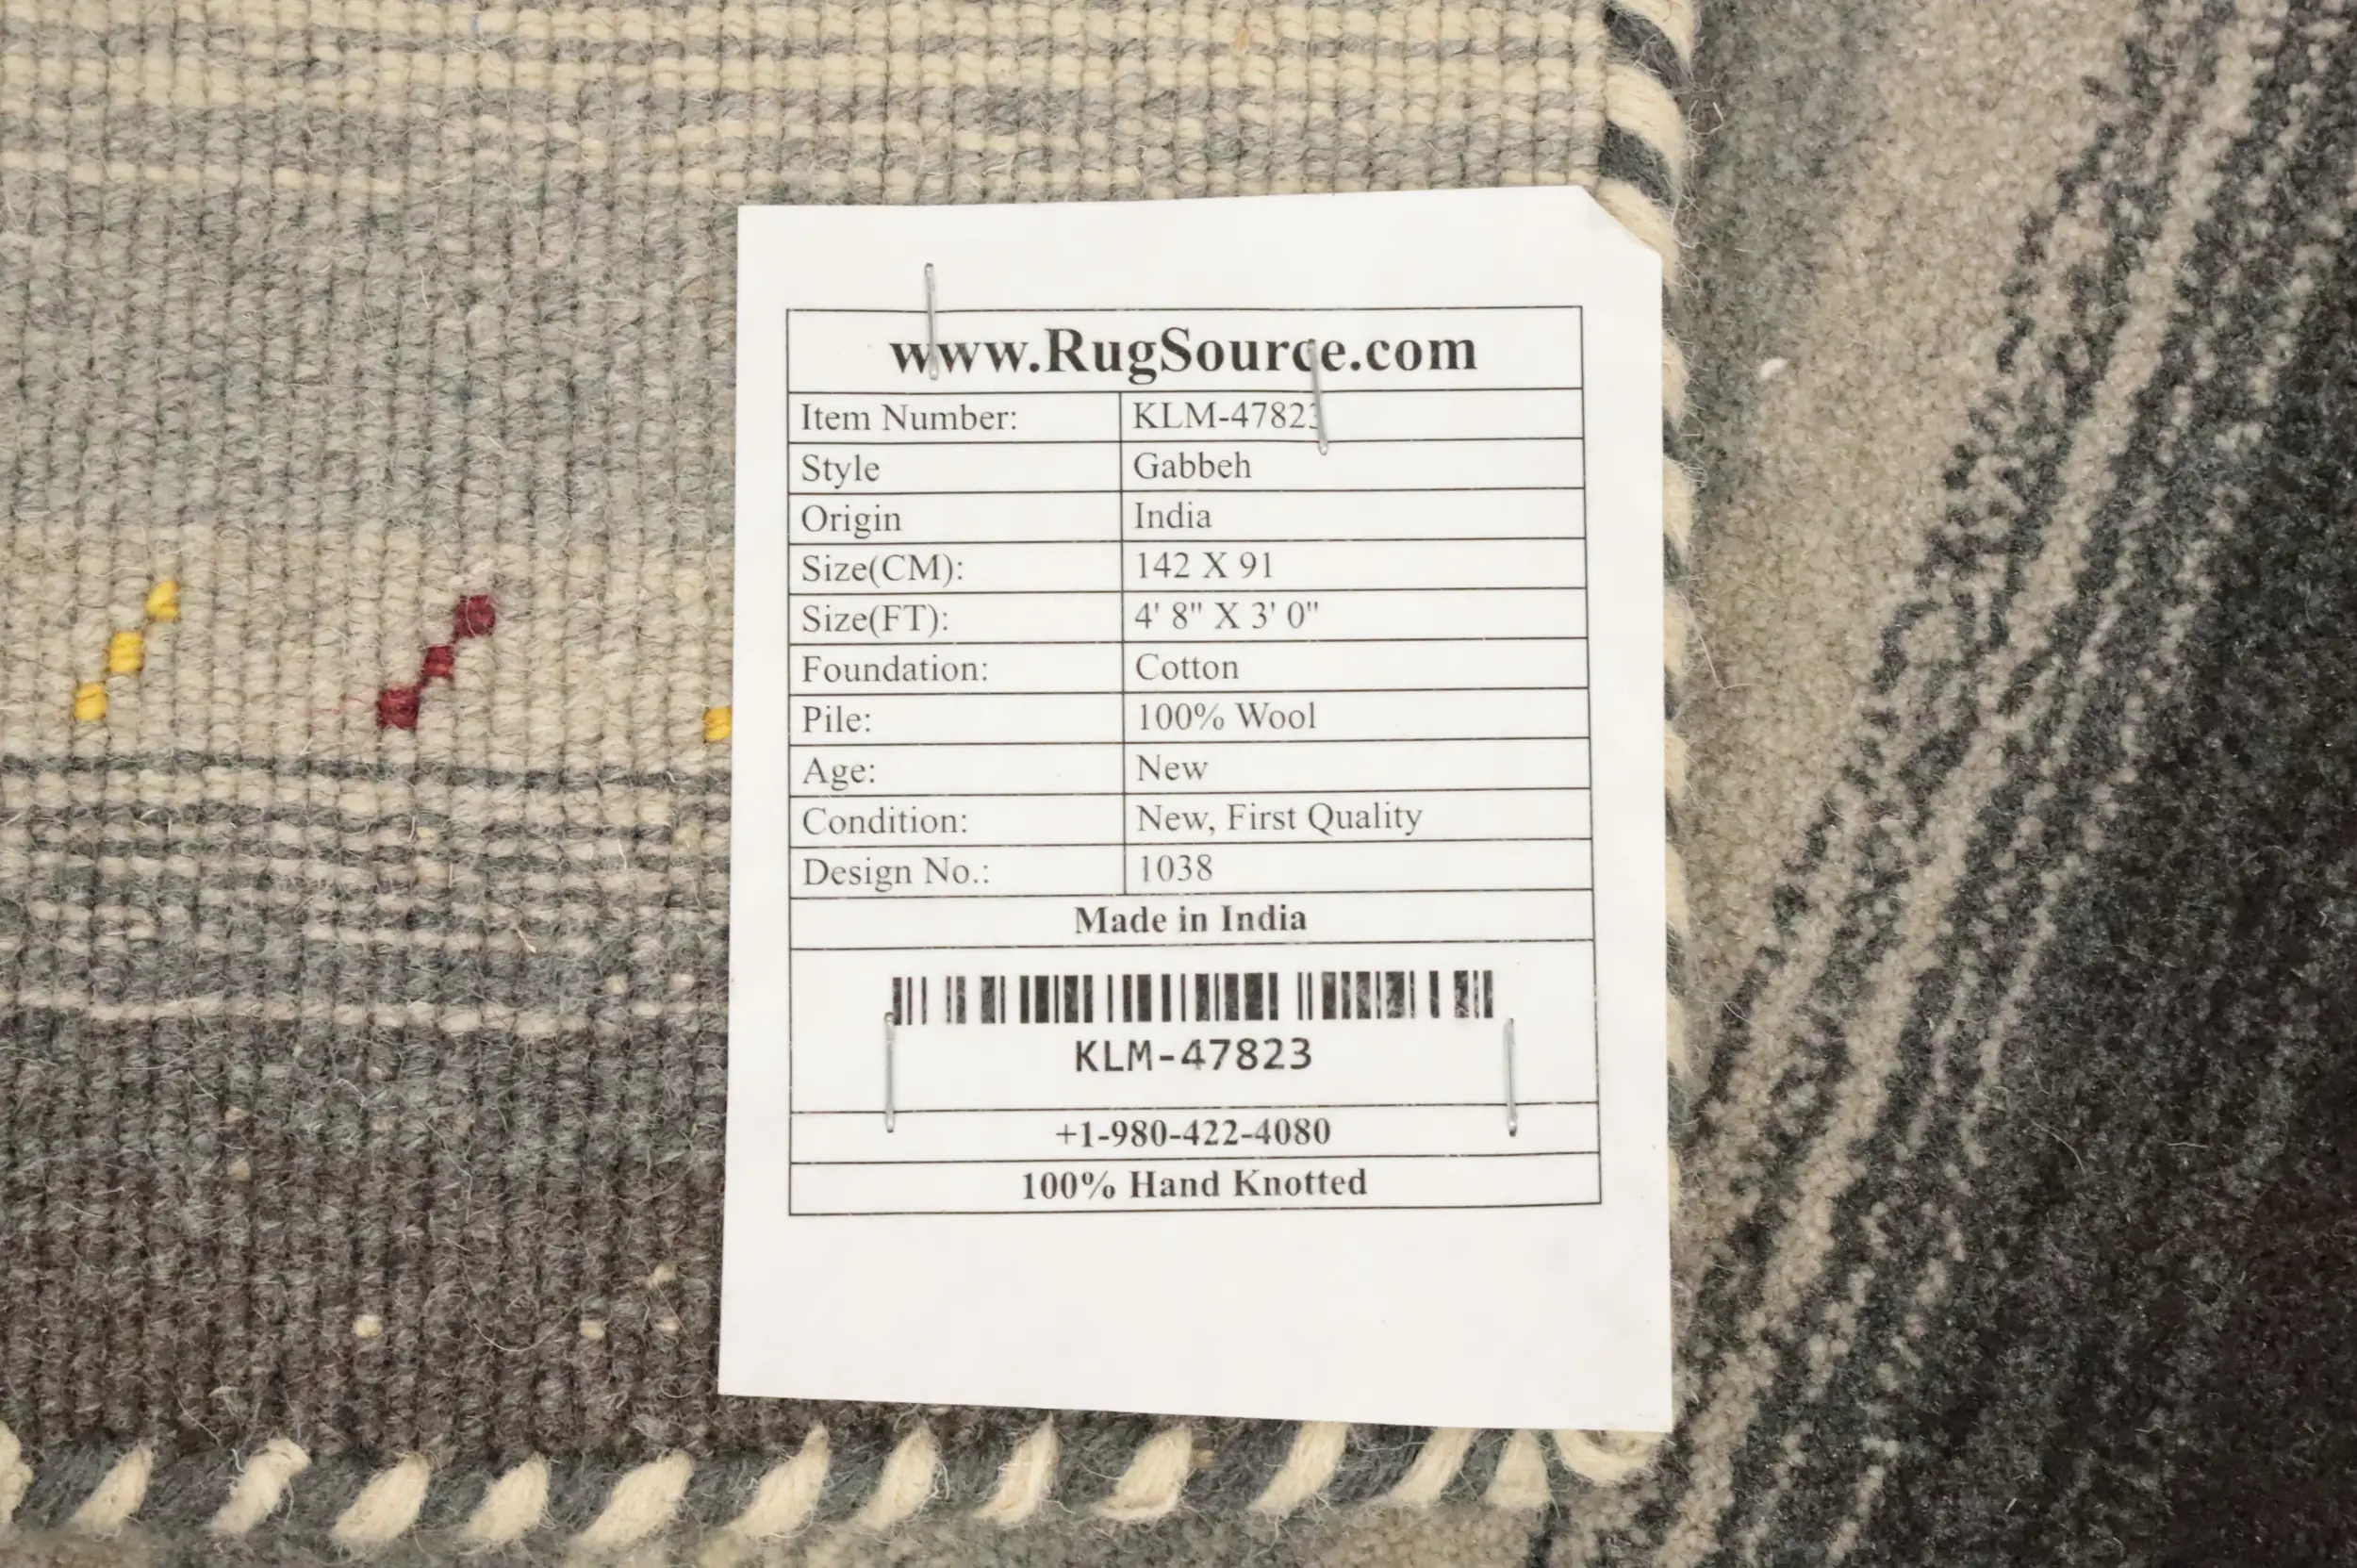 www.RugSource.com
Item Number: KLM-47823
Style Gabbeh
Origin India
Size(CM): 142 X 91
Size(FT): 4' 8" X 3' 0"
Foundation: Cotton
Pile: 100% Wool
Age: New
Condition: New, First Quality
Design No.: 1038
Made in India
KLM-47823
+1-980-422-4080
100% Hand Knotted